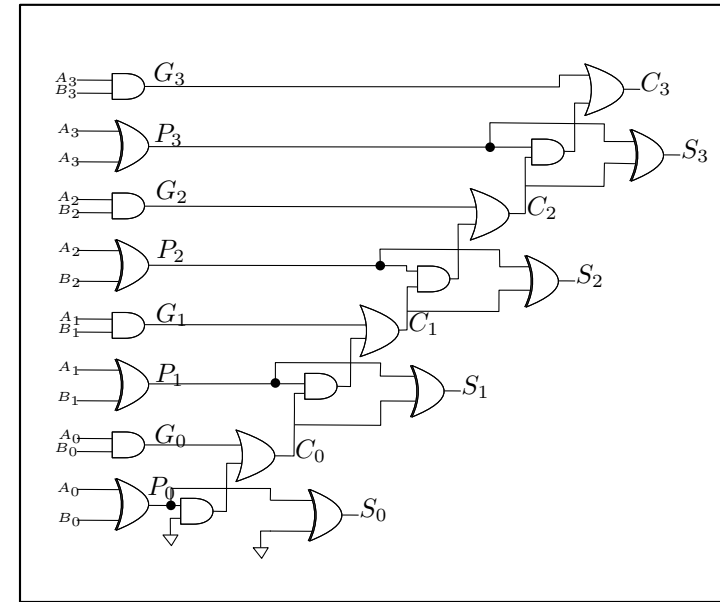 A3 G3 C3
B3
A3 P3 S3
A3
A2 G2 C2
B2
A2 P2 S2
B2
A1 G1 C1
B1
A1 P1 S1
B1
A0 G0 C0
B0
A0 P0 S0
B0